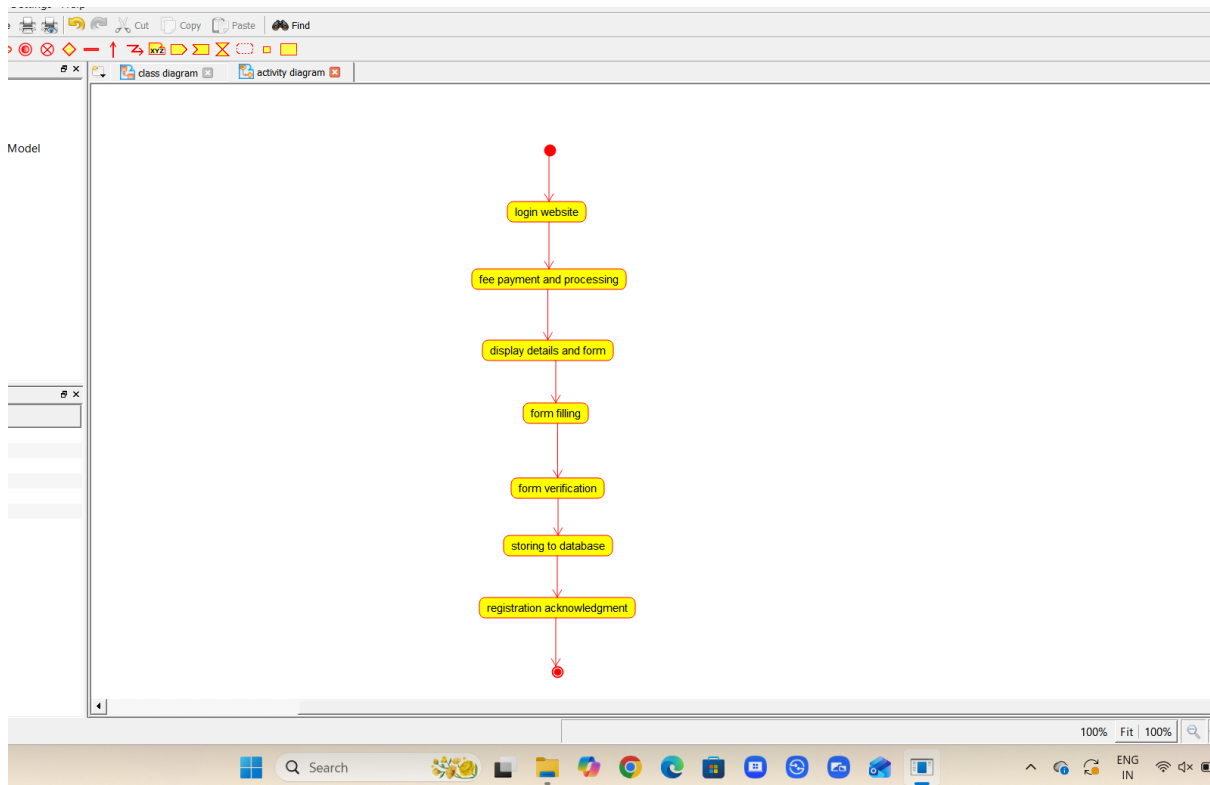 Cut Copy Paste Find
XYZ
class diagram activity diagram
Model
login website
fee payment and processing
display details and form
form filling
form verification
storing to database
registration acknowledgment
100% Fit 100%
Search
ENG
IN